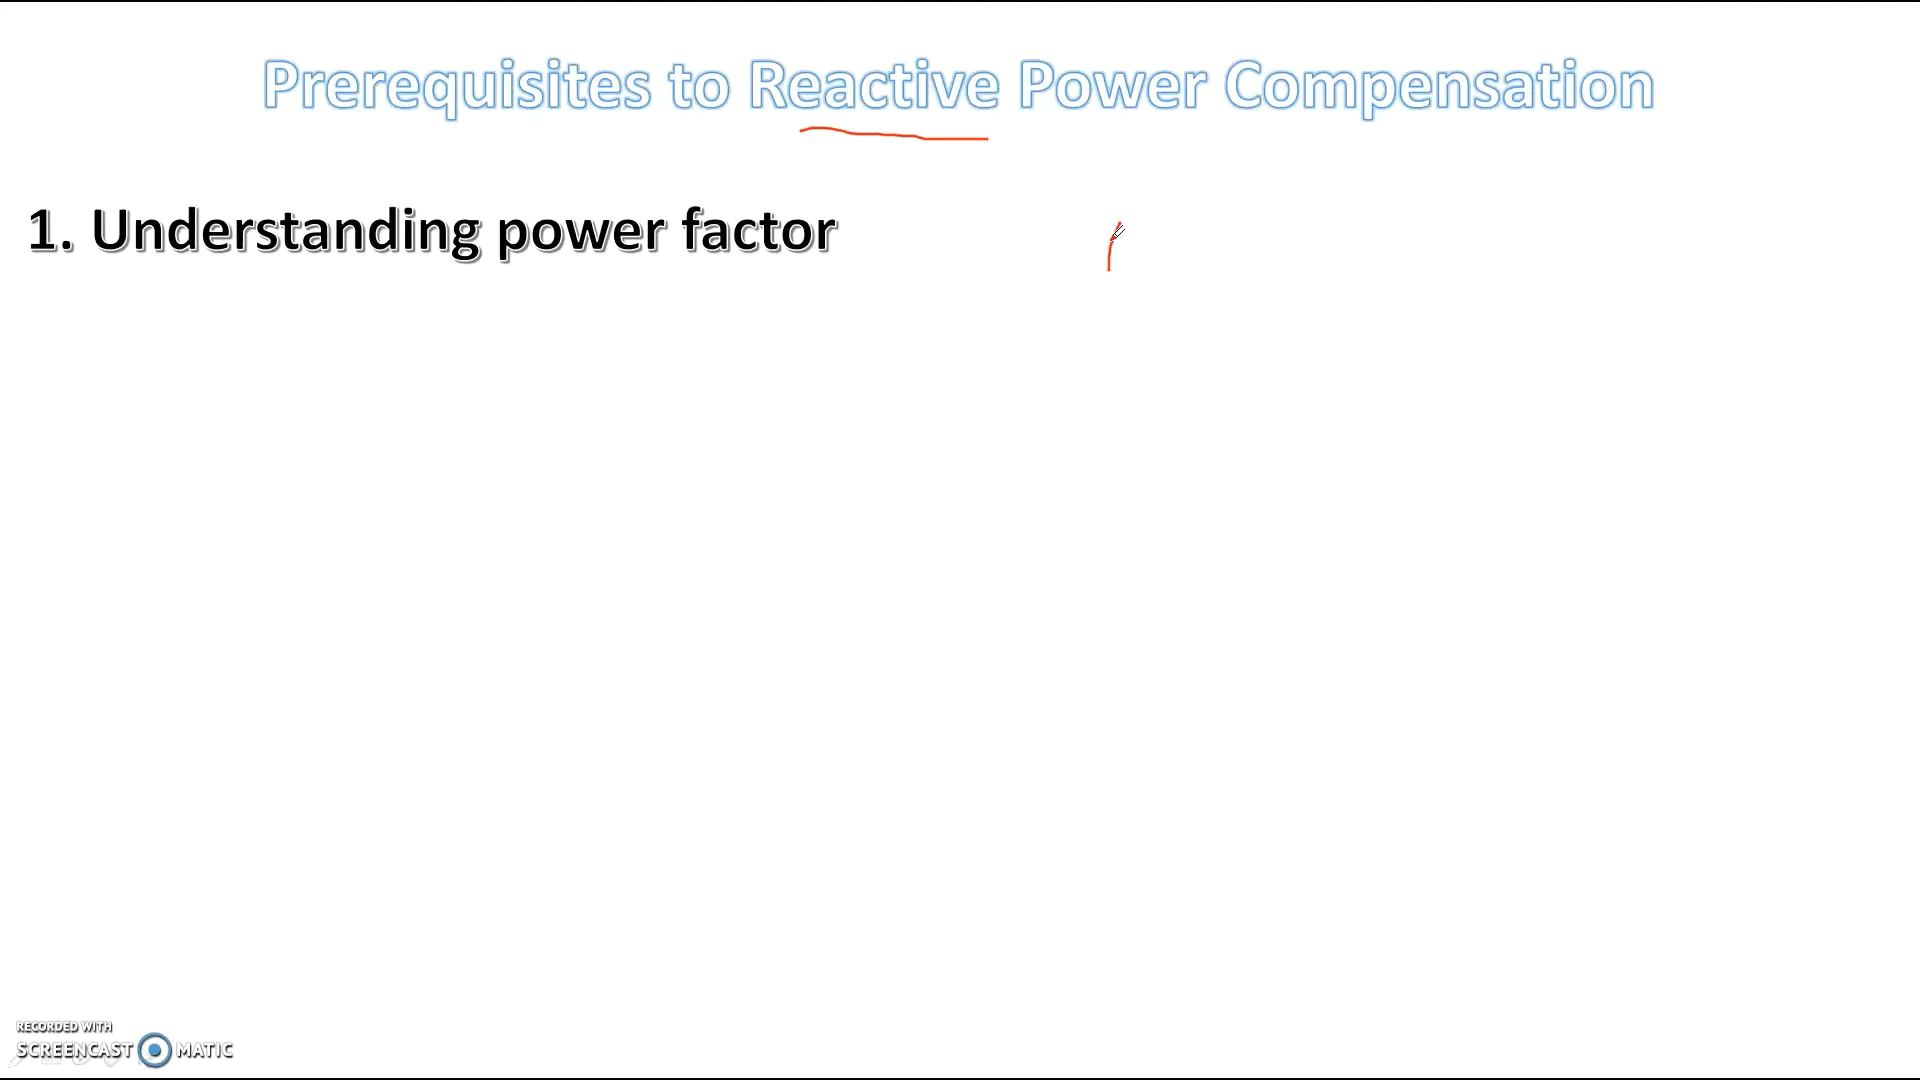 Prerequisites to Reactive Power Compensation
1. Understanding power factor
RECORDED WITH
SCREENCAST MATIC